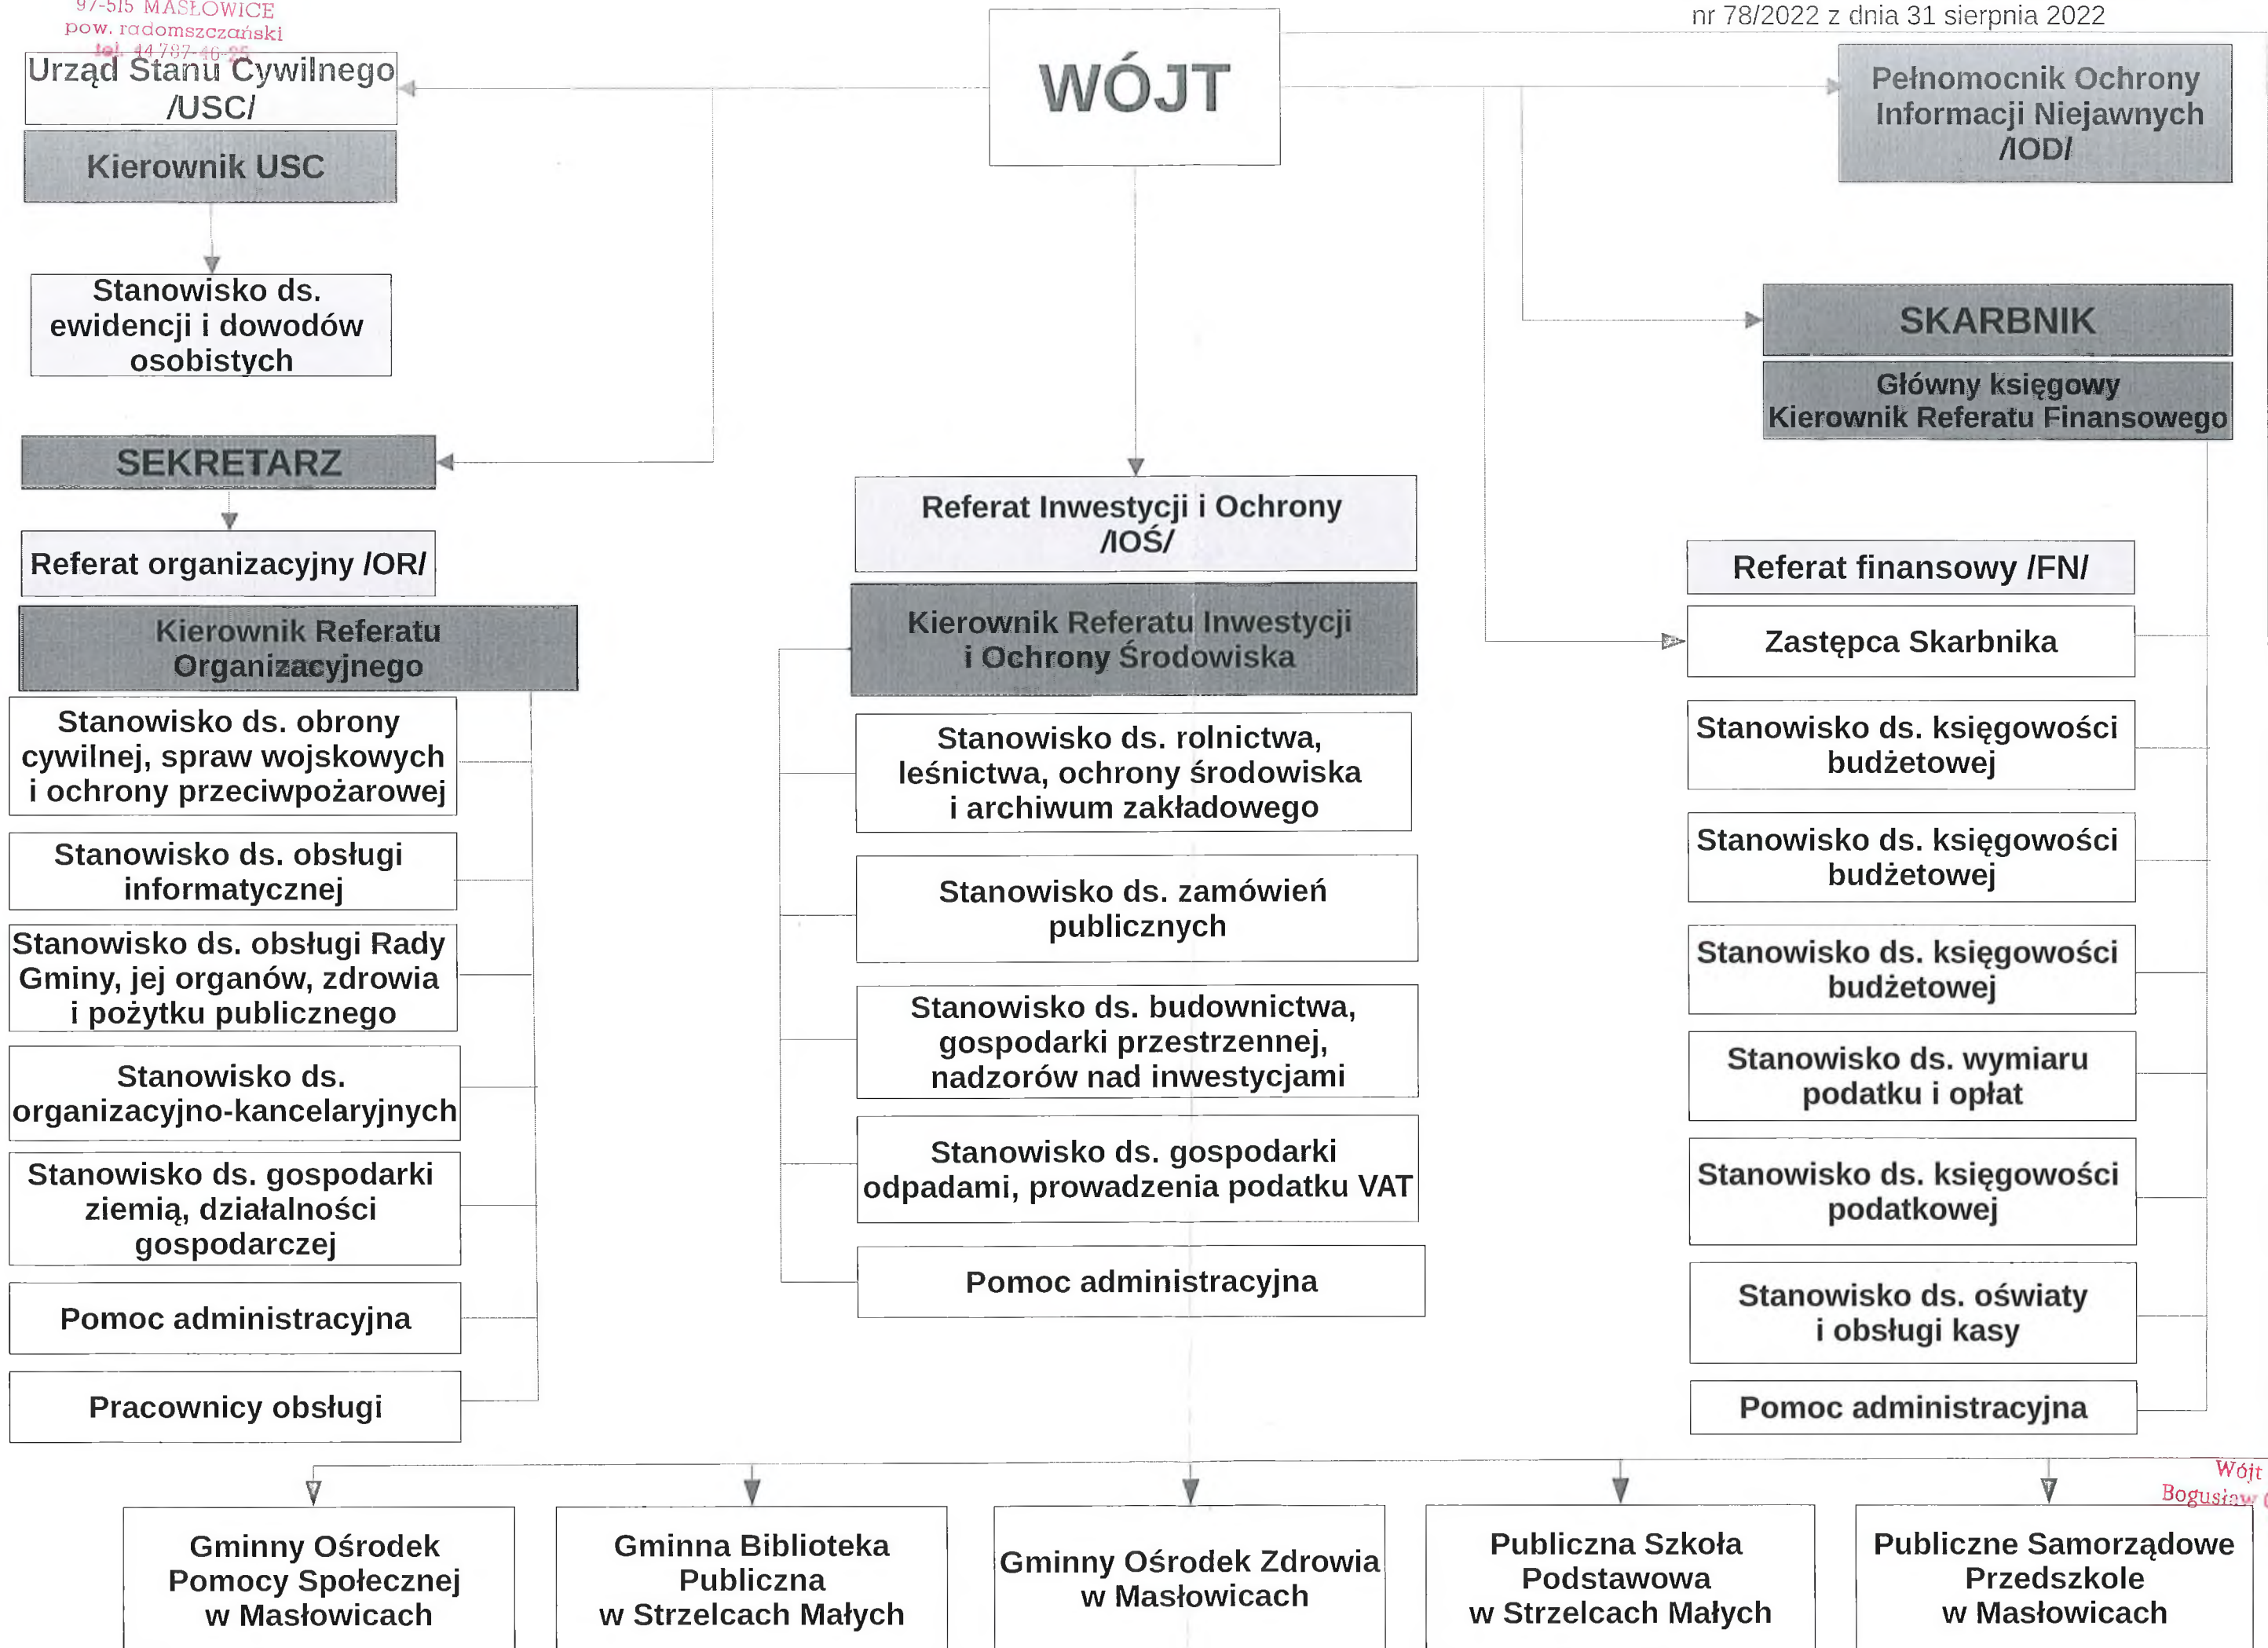 97-515 MASŁOWICE
pow. radomszczański
tel. 44 787-46-25
nr 78/2022 z dnia 31 sierpnia 2022
WÓJT
Urząd Stanu Cywilnego
/USC/
Kierownik USC
Stanowisko ds.
ewidencji i dowodów
osobistych
Pełnomocnik Ochrony
Informacji Niejawnych
/IOD/
SKARBNIK
Główny księgowy
Kierownik Referatu Finansowego
SEKRETARZ
Referat organizacyjny /OR/
Kierownik Referatu
Organizacyjnego
Stanowisko ds. obrony
cywilnej, spraw wojskowych
i ochrony przeciwpożarowej
Stanowisko ds. obsługi
informatycznej
Stanowisko ds. obsługi Rady
Gminy, jej organów, zdrowia
i pożytku publicznego
Stanowisko ds.
organizacyjno-kancelaryjnych
Stanowisko ds. gospodarki
ziemią, działalności
gospodarczej
Pomoc administracyjna
Pracownicy obsługi
Referat Inwestycji i Ochrony
/IOŚ/
Kierownik Referatu Inwestycji
i Ochrony Środowiska
Stanowisko ds. rolnictwa,
leśnictwa, ochrony środowiska
i archiwum zakładowego
Stanowisko ds. zamówień
publicznych
Stanowisko ds. budownictwa,
gospodarki przestrzennej,
nadzorów nad inwestycjami
Stanowisko ds. gospodarki
odpadami, prowadzenia podatku VAT
Pomoc administracyjna
Referat finansowy /FN/
Zastępca Skarbnika
Stanowisko ds. księgowości
budżetowej
Stanowisko ds. księgowości
budżetowej
Stanowisko ds. księgowości
budżetowej
Stanowisko ds. wymiaru
podatku i opłat
Stanowisko ds. księgowości
podatkowej
Stanowisko ds. oświaty
i obsługi kasy
Pomoc administracyjna
Wójt
Bogusław
Gminny Ośrodek
Pomocy Społecznej
w Masłowicach
Gminna Biblioteka
Publiczna
w Strzelcach Małych
Gminny Ośrodek Zdrowia
w Masłowicach
Publiczna Szkoła
Podstawowa
w Strzelcach Małych
Publiczne Samorządowe
Przedszkole
w Masłowicach